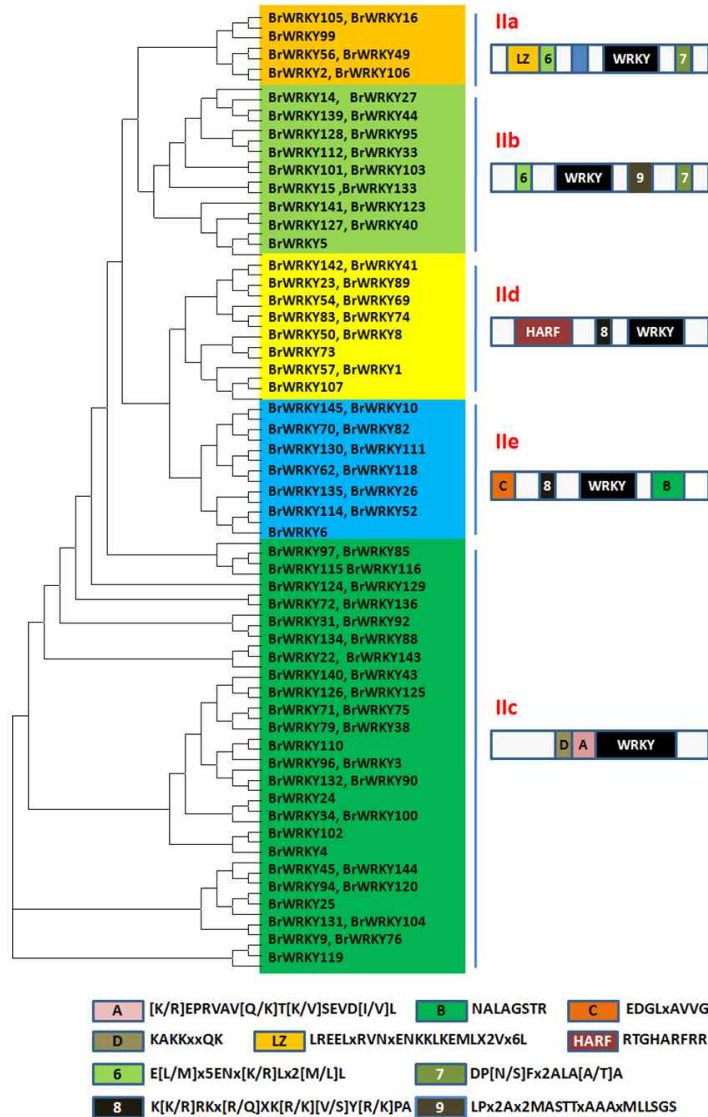 BrWRKY105, BrWRKY16
BrWRKY99
BrWRKY56, BrWRKY49
BrWRKY2, BrWRKY106
IIa
LZ 6 WRKY 7
BrWRKY14, BrWRKY27
BrWRKY139, BrWRKY44
BrWRKY128, BrWRKY95
BrWRKY112, BrWRKY33
BrWRKY101, BrWRKY103
BrWRKY15 ,BrWRKY133
BrWRKY141, BrWRKY123
BrWRKY127, BrWRKY40
BrWRKY5
IIb
6 WRKY 9 7
BrWRKY142, BrWRKY41
BrWRKY23, BrWRKY89
BrWRKY54, BrWRKY69
BrWRKY83, BrWRKY74
BrWRKY50, BrWRKY8
BrWRKY73
BrWRKY57, BrWRKY1
BrWRKY107
IId
HARF 8 WRKY
BrWRKY145, BrWRKY10
BrWRKY70, BrWRKY82
BrWRKY130, BrWRKY111
BrWRKY62, BrWRKY118
BrWRKY135, BrWRKY26
BrWRKY114, BrWRKY52
BrWRKY6
IIe
C 8 WRKY B
BrWRKY97, BrWRKY85
BrWRKY115 BrWRKY116
BrWRKY124, BrWRKY129
BrWRKY72, BrWRKY136
BrWRKY31, BrWRKY92
BrWRKY134, BrWRKY88
BrWRKY22, BrWRKY143
BrWRKY140, BrWRKY43
BrWRKY126, BrWRKY125
BrWRKY71, BrWRKY75
BrWRKY79, BrWRKY38
BrWRKY110
BrWRKY96, BrWRKY3
BrWRKY132, BrWRKY90
BrWRKY24
BrWRKY34, BrWRKY100
BrWRKY102
BrWRKY4
BrWRKY45, BrWRKY144
BrWRKY94, BrWRKY120
BrWRKY25
BrWRKY131, BrWRKY104
BrWRKY9, BrWRKY76
BrWRKY119
IIc
D A WRKY
A [K/R]EPRVAV[Q/K]T[K/V]SEVD[I/V]L B NALAGSTR C EDGLxAVVG
D KAKKxxQK LZ LREELxRVNxENKKLKEMLX2Vx6L HARF RTGHARFRR
6 E[L/M]x5ENx[K/R]Lx2[M/L]L 7 DP[N/S]Fx2ALA[A/T]A
8 K[K/R]RKx[R/Q]XK[R/K][V/S]Y[R/K]PA 9 LPx2Ax2MASTTxAAAxMLLSGS